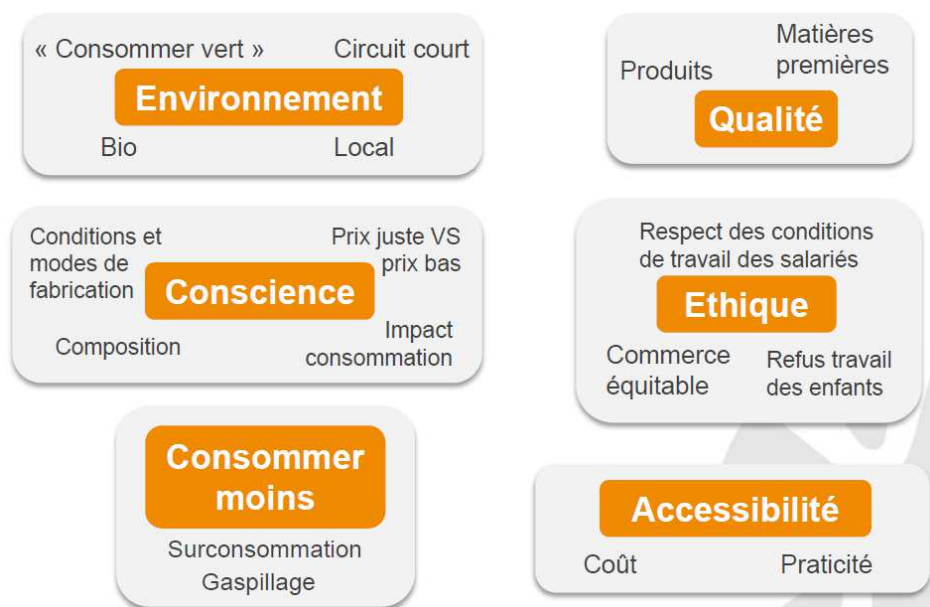 « Consommer vert »
Circuit court
Environnement
Bio
Local
Matières
premières
Produits
Qualité
Conditions et
modes de
fabrication
Prix juste VS
prix bas
Conscience
Composition
Impact
consommation
Respect des conditions
de travail des salariés
Ethique
Commerce
équitable
Refus travail
des enfants
Consommer
moins
Surconsommation
Gaspillage
Accessibilité
Coût
Praticité